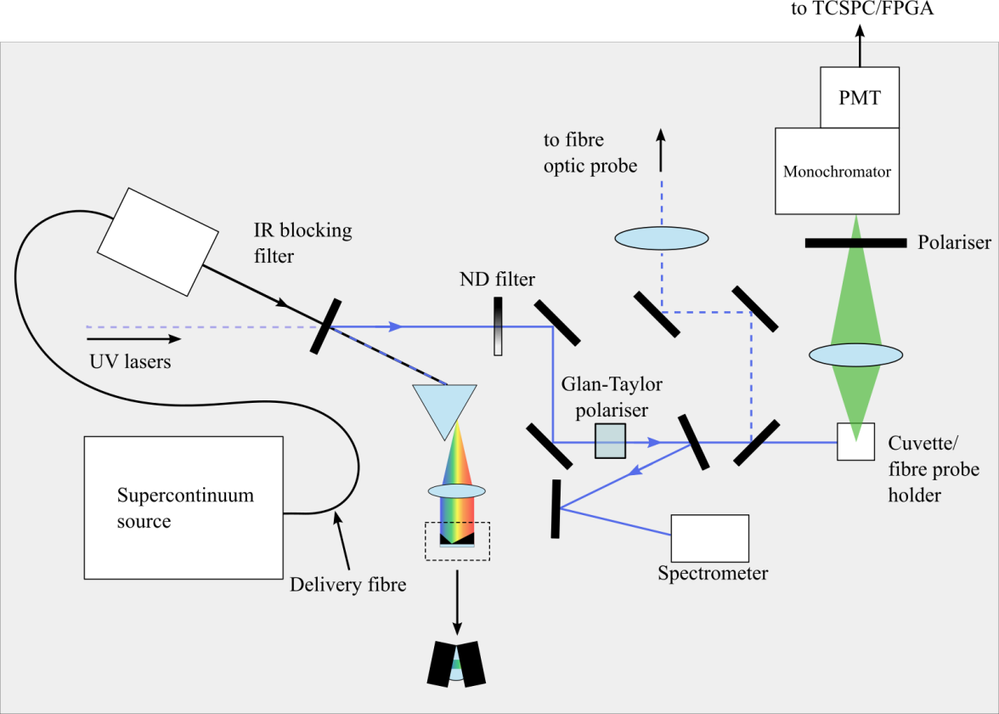 to TCSPC/FPGA
PMT
Monochromator
to fibre
optic probe
IR blocking
filter
Polariser
ND filter
UV lasers
Glan-Taylor
polariser
Cuvette/
fibre probe
holder
Supercontinuum
source
Spectrometer
Delivery fibre